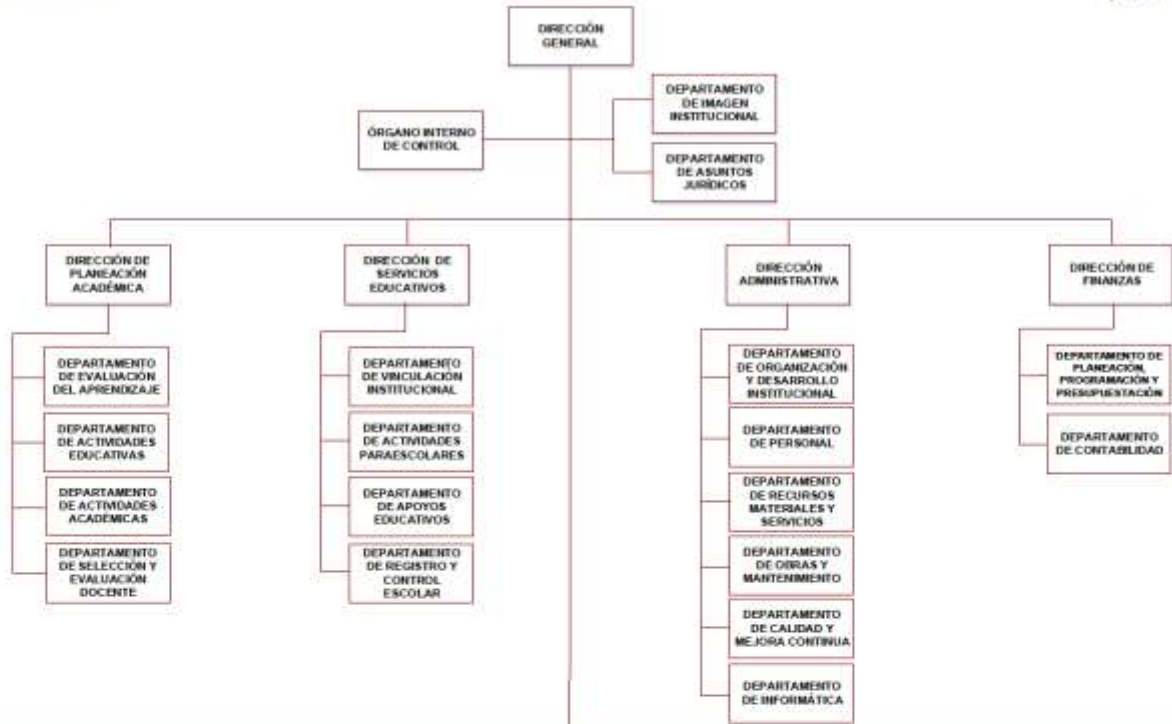 DIRECCIÓN
GENERAL
DEPARTAMENTO
DE IMAGEN
INSTITUCIONAL
ÓRGANO INTERNO
DE CONTROL
DEPARTAMENTO
DE ASUNTOS
JURÍDICOS
DIRECCIÓN DE
PLANEACIÓN
ACADÉMICA
DEPARTAMENTO
DE EVALUACIÓN
DEL APRENDIZAJE
DEPARTAMENTO
DE ACTIVIDADES
EDUCATIVAS
DEPARTAMENTO
DE ACTIVIDADES
ACADÉMICAS
DEPARTAMENTO
DE SELECCIÓN Y
EVALUACIÓN
DOCENTE
DIRECCIÓN DE
SERVICIOS
EDUCATIVOS
DEPARTAMENTO
DE VINCULACIÓN
INSTITUCIONAL
DEPARTAMENTO
DE ACTIVIDADES
PARAESCOLARES
DEPARTAMENTO
DE APOYOS
EDUCATIVOS
DEPARTAMENTO
DE REGISTRO Y
CONTROL
ESCOLAR
DIRECCIÓN
ADMINISTRATIVA
DEPARTAMENTO
DE ORGANIZACIÓN
Y DESARROLLO
INSTITUCIONAL
DEPARTAMENTO
DE PERSONAL
DEPARTAMENTO
DE RECURSOS
MATERIALES Y
SERVICIOS
DEPARTAMENTO
DE OBRAS Y
MANTENIMIENTO
DEPARTAMENTO
DE CALIDAD Y
MEJORA CONTINUA
DEPARTAMENTO
DE INFORMÁTICA
DIRECCIÓN DE
FINANZAS
DEPARTAMENTO DE
PLANEACIÓN,
PROGRAMACIÓN Y
PRESUPUESTACIÓN
DEPARTAMENTO
DE CONTABILIDAD